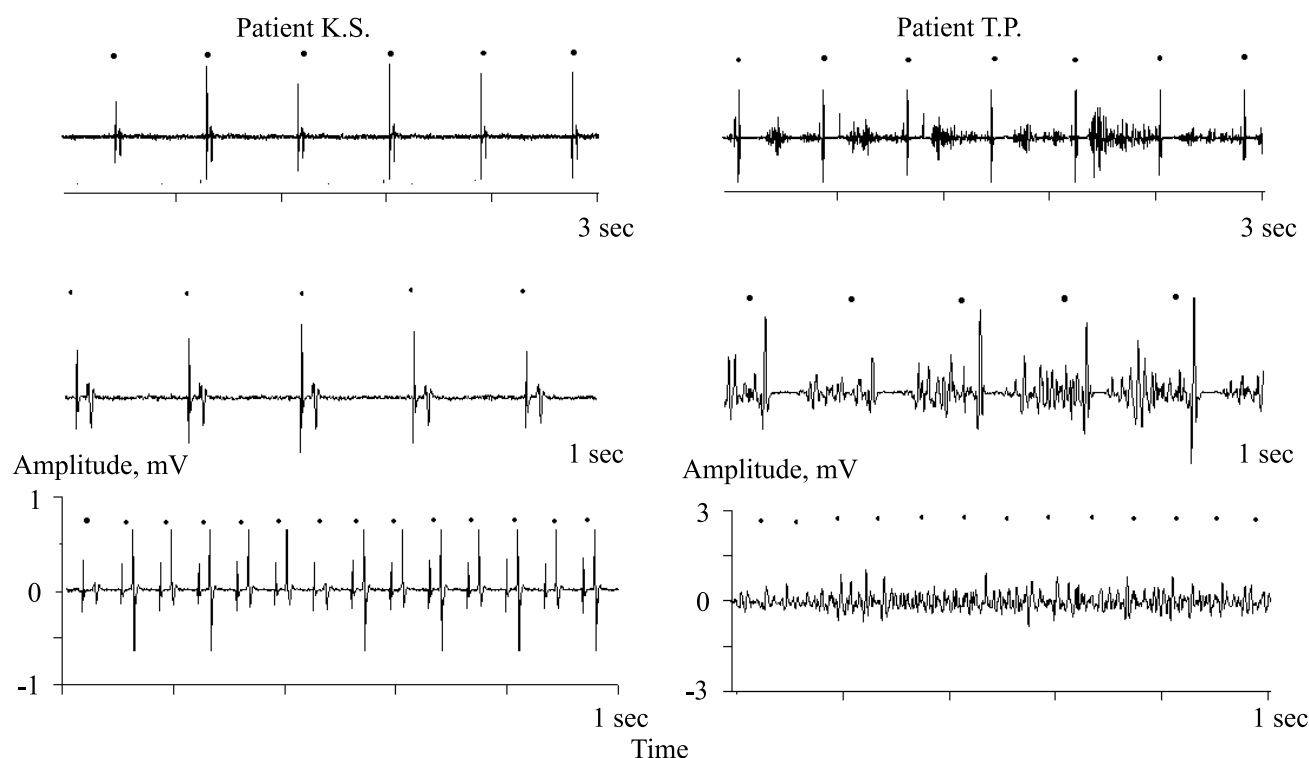 Patient K.S.
Patient T.P.
3 sec
3 sec
1 sec
1 sec
Amplitude, mV
Amplitude, mV
1
0
-1
3
0
-3
1 sec
1 sec
Time